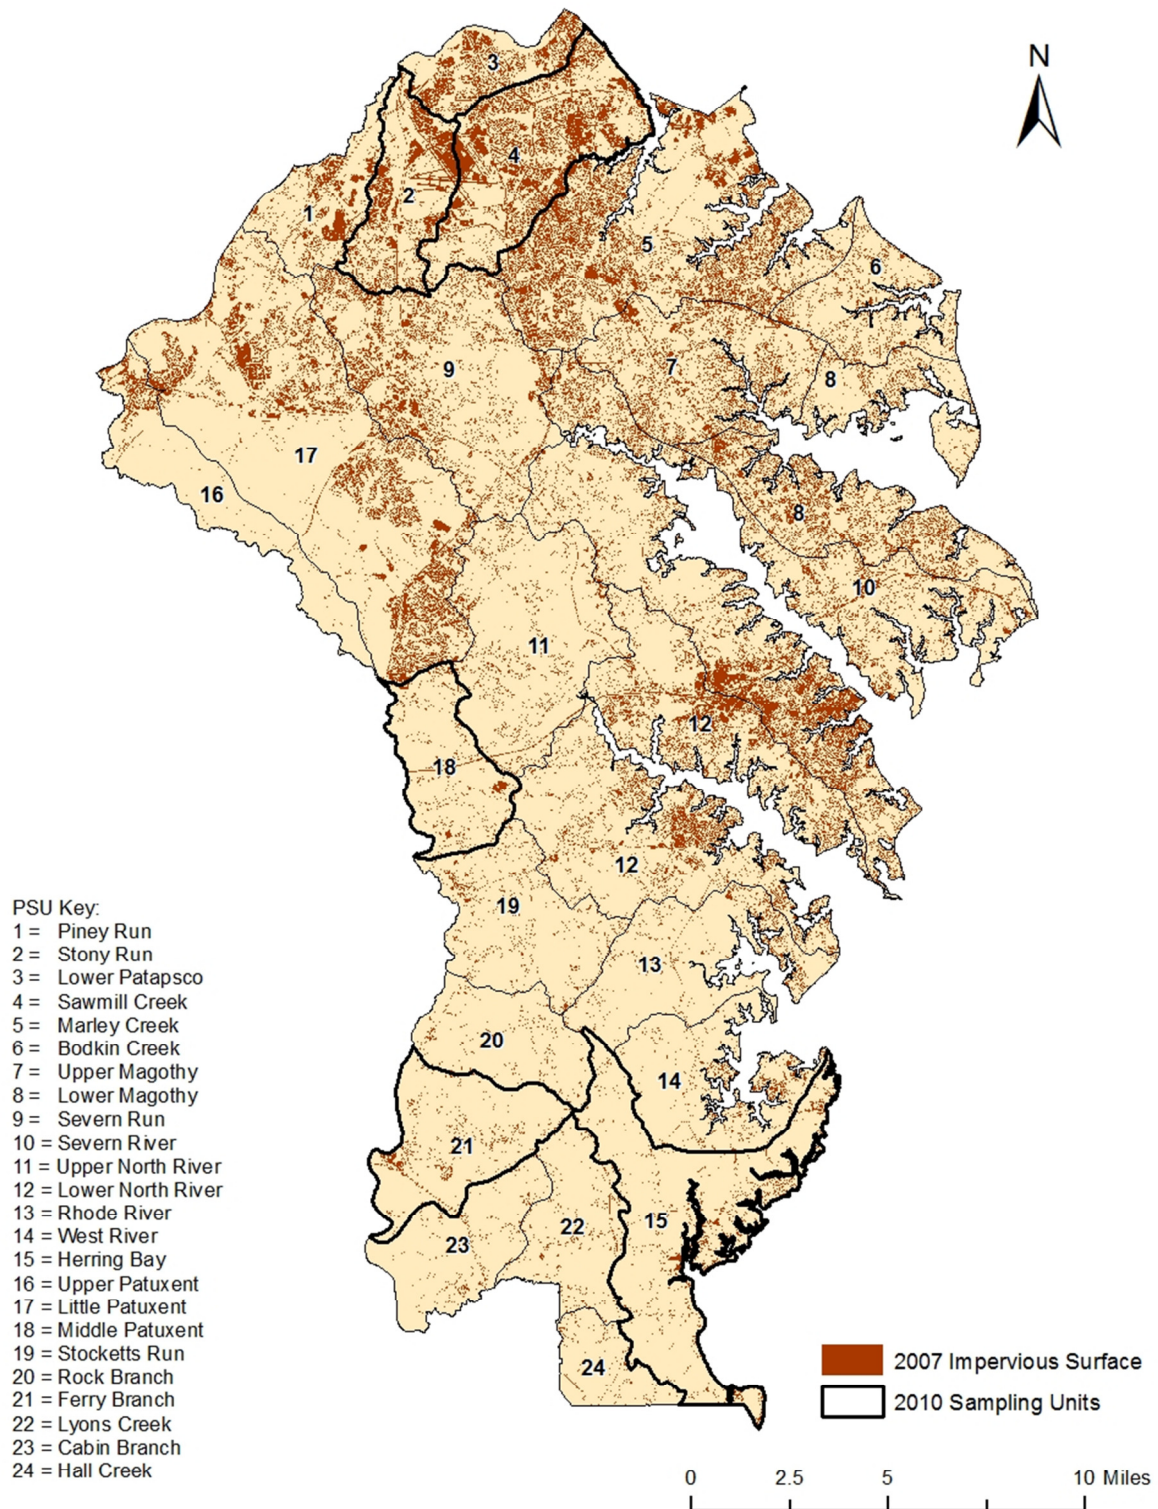 N
3
4
2
1
5
6
9
7
8
17
16
8
10
11
12
18
12
19
13
20
14
21
15
22
23
24
PSU Key:
1 = Piney Run
2 = Stony Run
3 = Lower Patapsco
4 = Sawmill Creek
5 = Marley Creek
6 = Bodkin Creek
7 = Upper Magothy
8 = Lower Magothy
9 = Severn Run
10 = Severn River
11 = Upper North River
12 = Lower North River
13 = Rhode River
14 = West River
15 = Herring Bay
16 = Upper Patuxent
17 = Little Patuxent
18 = Middle Patuxent
19 = Stocketts Run
20 = Rock Branch
21 = Ferry Branch
22 = Lyons Creek
23 = Cabin Branch
24 = Hall Creek
2007 Impervious Surface
2010 Sampling Units
0 2.5 5 10 Miles